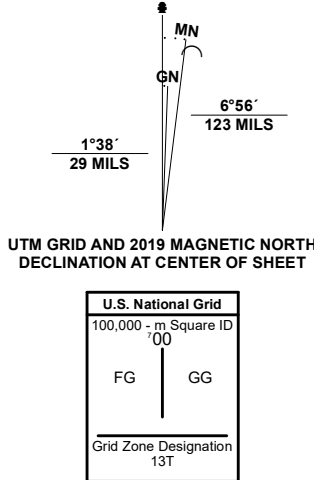 MN
GN
6°56´
123 MILS
1°38´
29 MILS
UTM GRID AND 2019 MAGNETIC NORTH
DECLINATION AT CENTER OF SHEET
U.S. National Grid
100,000 - m Square ID
⁷00
FG GG
Grid Zone Designation
13T